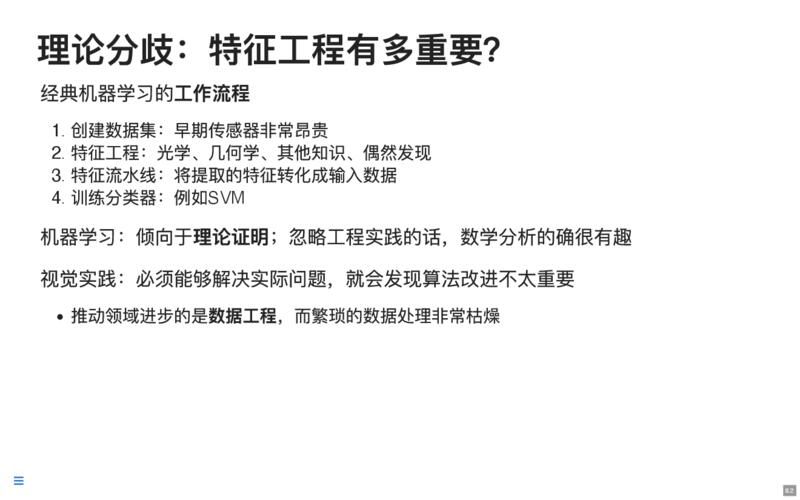 理论分歧：特征工程有多重要？
经典机器学习的工作流程
1. 创建数据集：早期传感器非常昂贵
2. 特征工程：光学、几何学、其他知识、偶然发现
3. 特征流水线：将提取的特征转化成输入数据
4. 训练分类器：例如SVM
机器学习：倾向于理论证明；忽略工程实践的话，数学分析的确很有趣
视觉实践：必须能够解决实际问题，就会发现算法改进不太重要
• 推动领域进步的是数据工程，而繁琐的数据处理非常枯燥